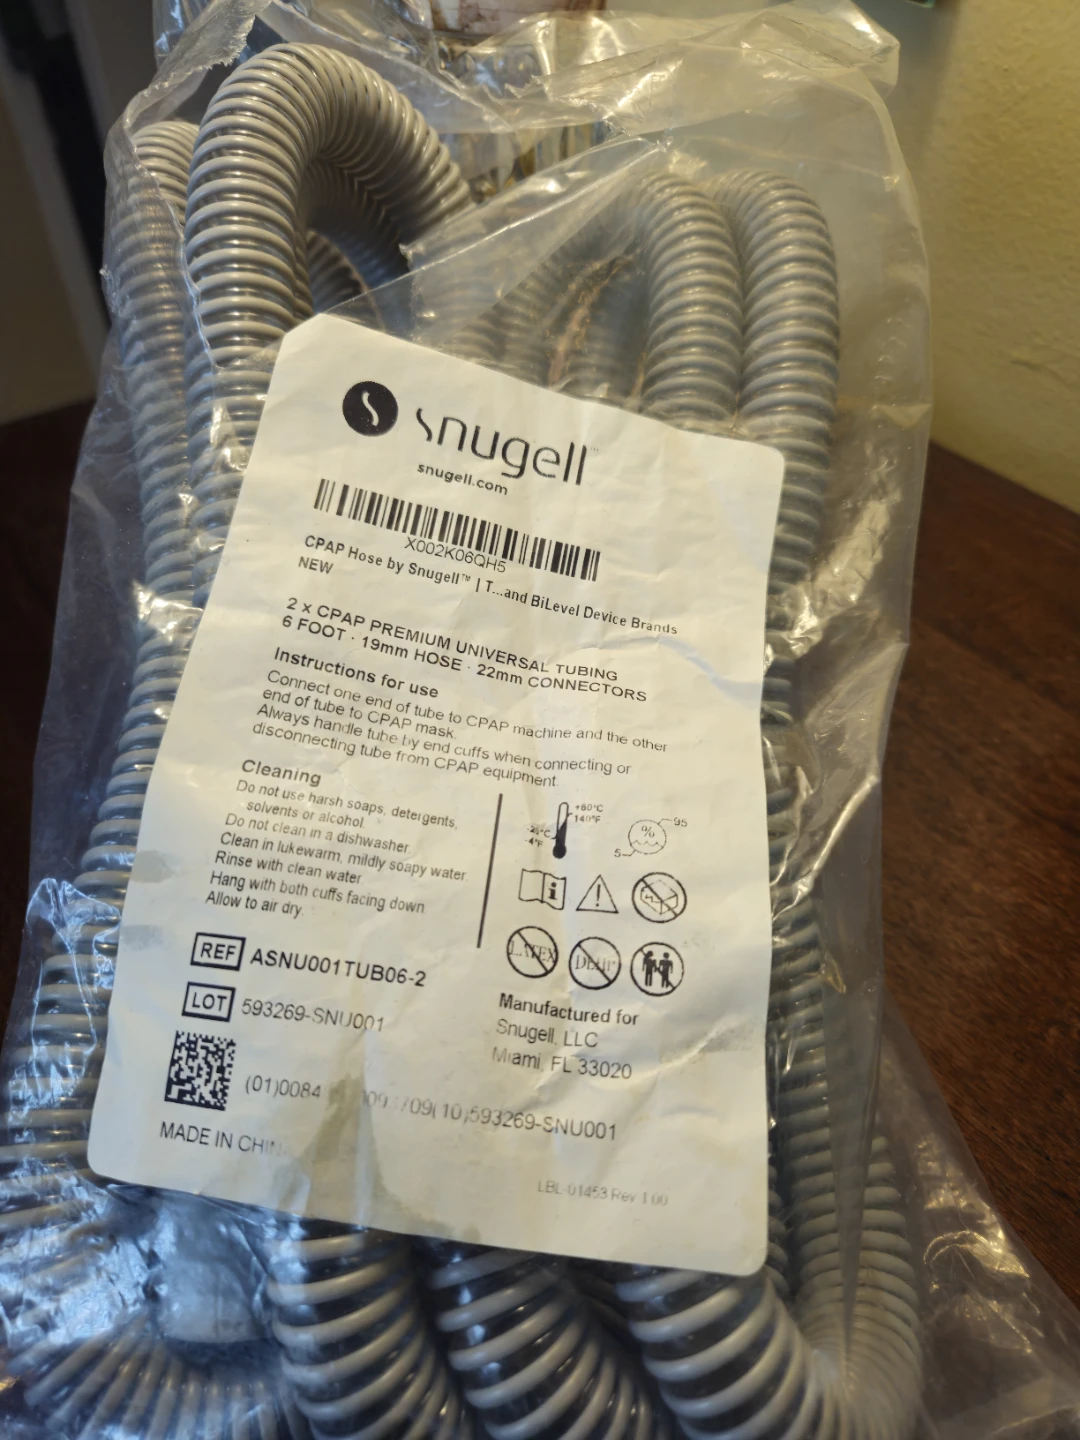 snugell™
snugell.com
X002K06QH5
CPAP Hose by Snugell™ | T...and BiLevel Device Brands
NEW
2 x CPAP PREMIUM UNIVERSAL TUBING
6 FOOT · 19mm HOSE · 22mm CONNECTORS
Instructions for use
Connect one end of tube to CPAP machine and the other
end of tube to CPAP mask.
Always handle tube by end cuffs when connecting or
disconnecting tube from CPAP equipment.
Cleaning
Do not use harsh soaps, detergents,
solvents or alcohol
Do not clean in a dishwasher
Clean in lukewarm, mildly soapy water.
Rinse with clean water
Hang with both cuffs facing down
Allow to air dry.
+60°C
140°F
-4°F
%
95
5
LATEX
DEHP
REF ASNU001TUB06-2
LOT 593269-SNU001
Manufactured for
Snugell, LLC
Miami, FL 33020
(10)593269-SNU001
MADE IN
LBL-01453 Rev 1.00